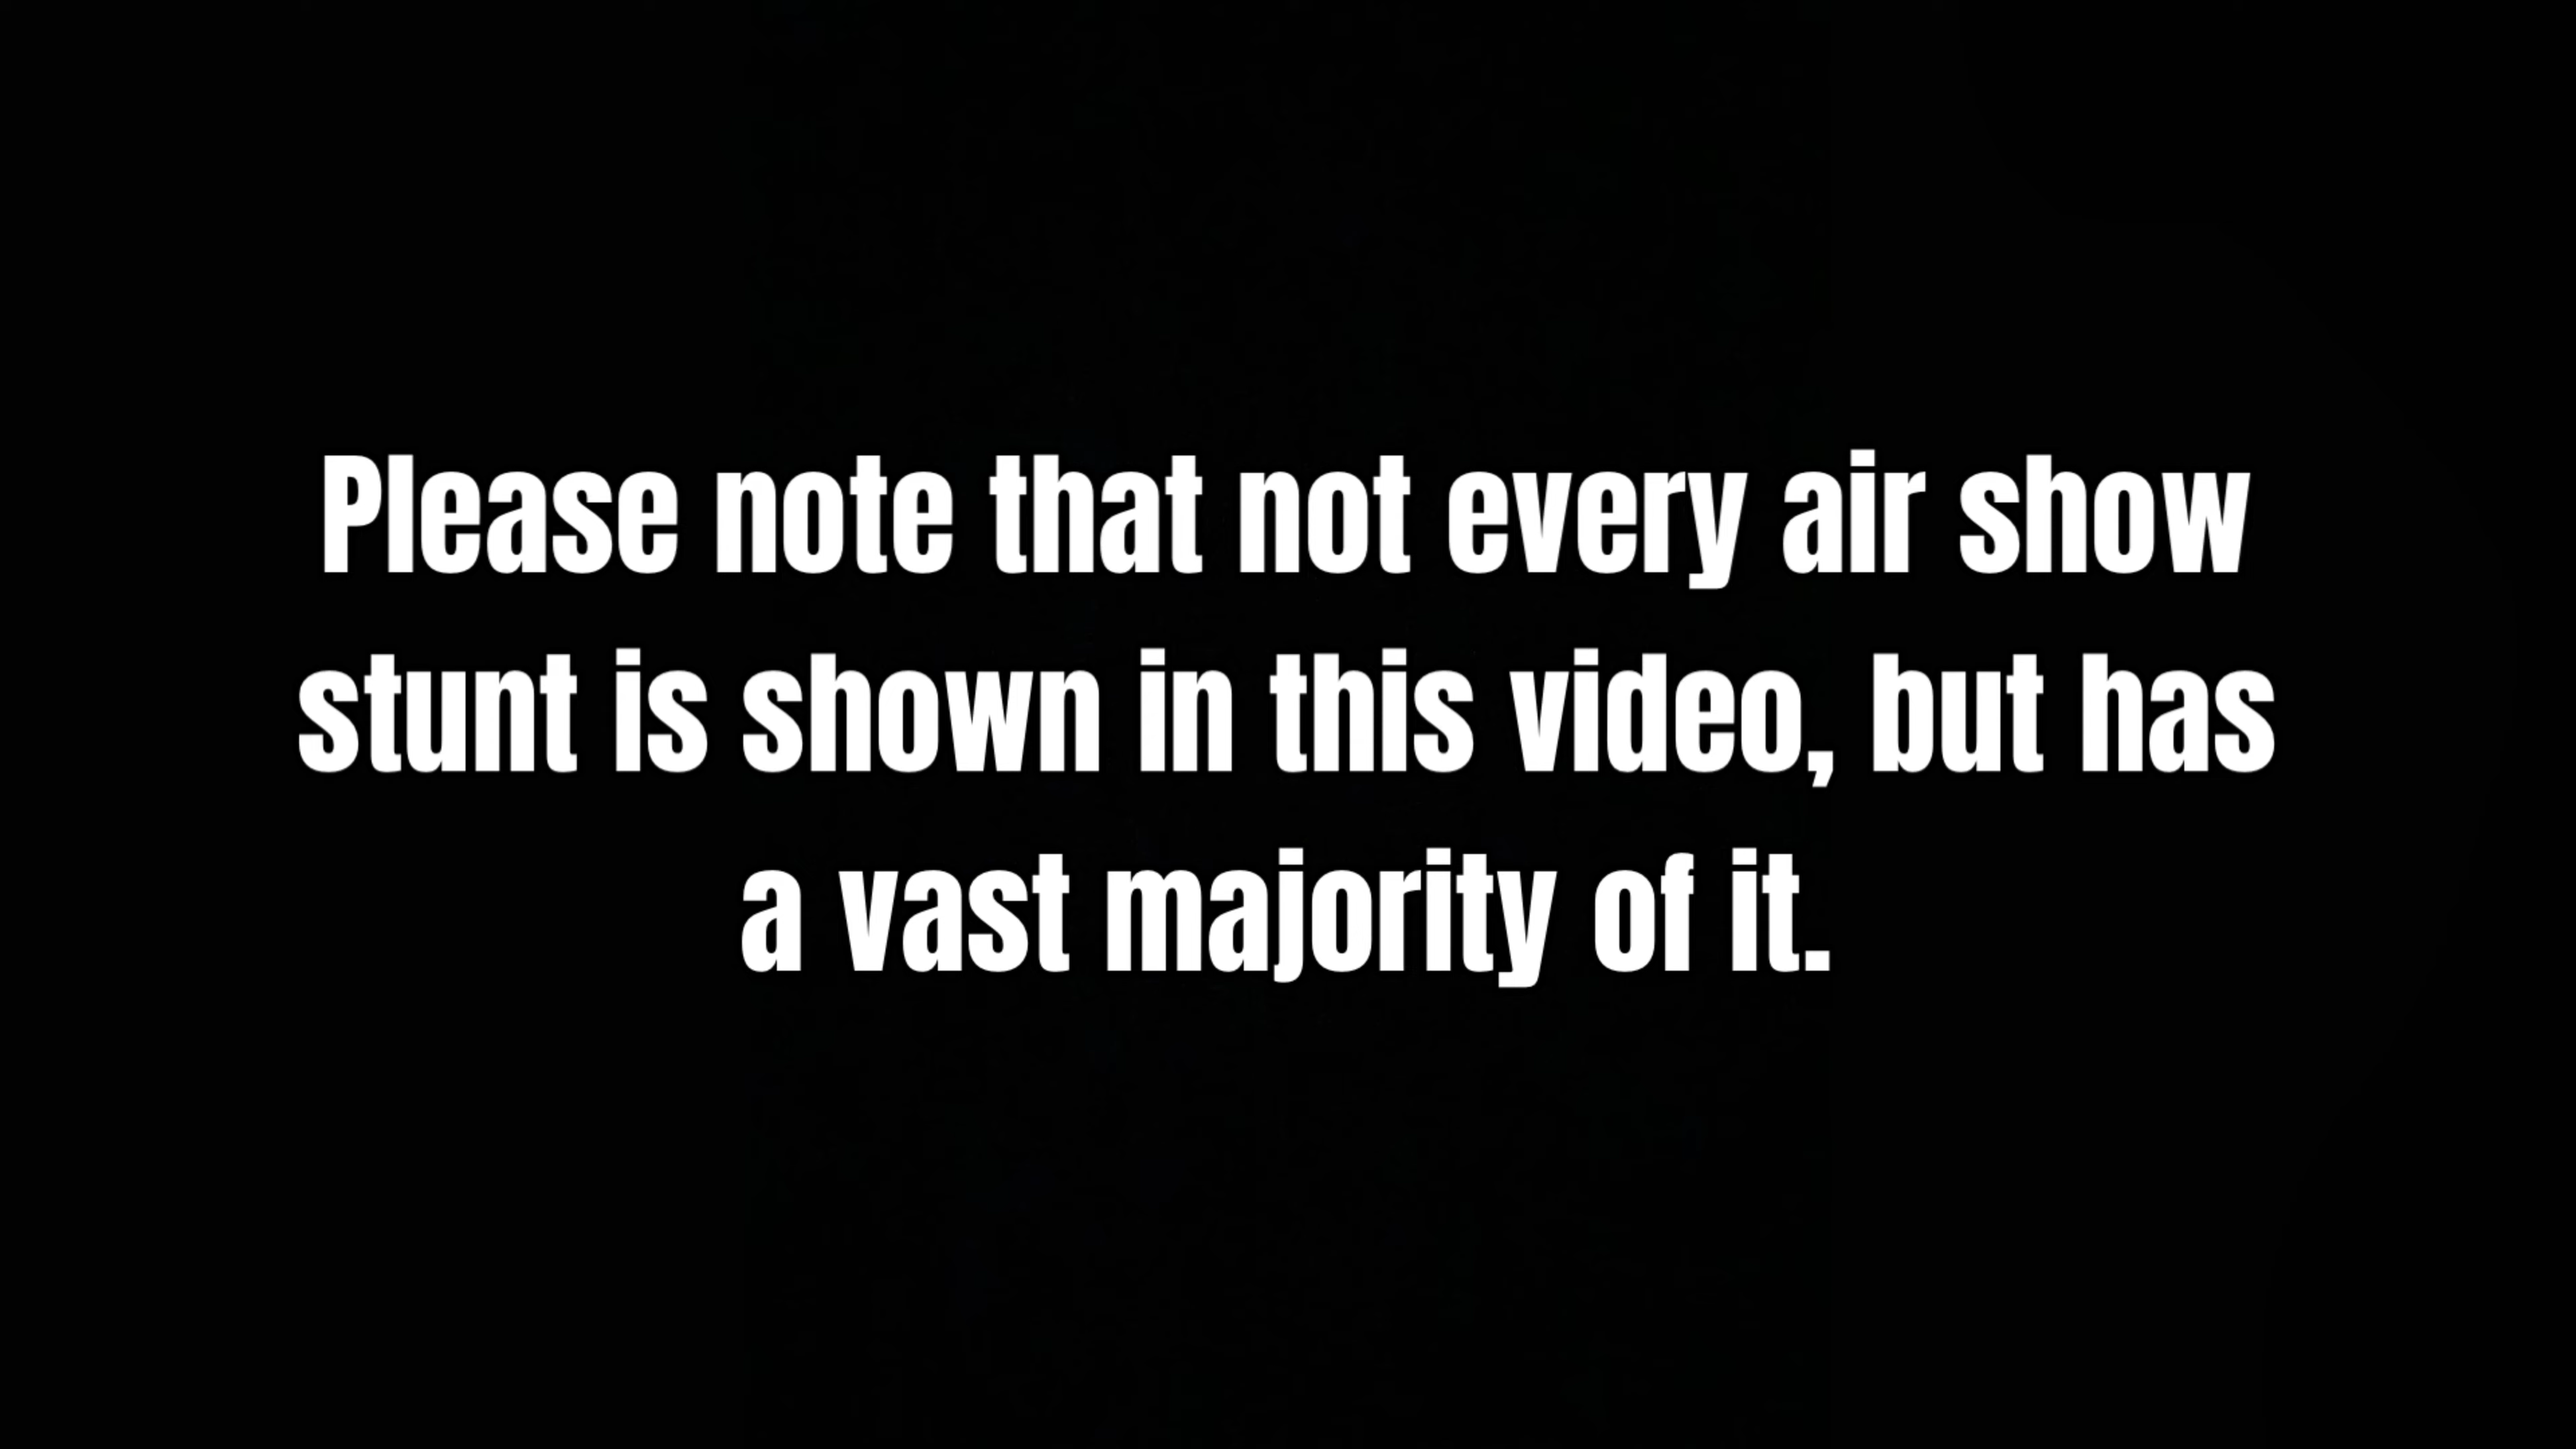 Please note that not every air show
stunt is shown in this video, but has
a vast majority of it.